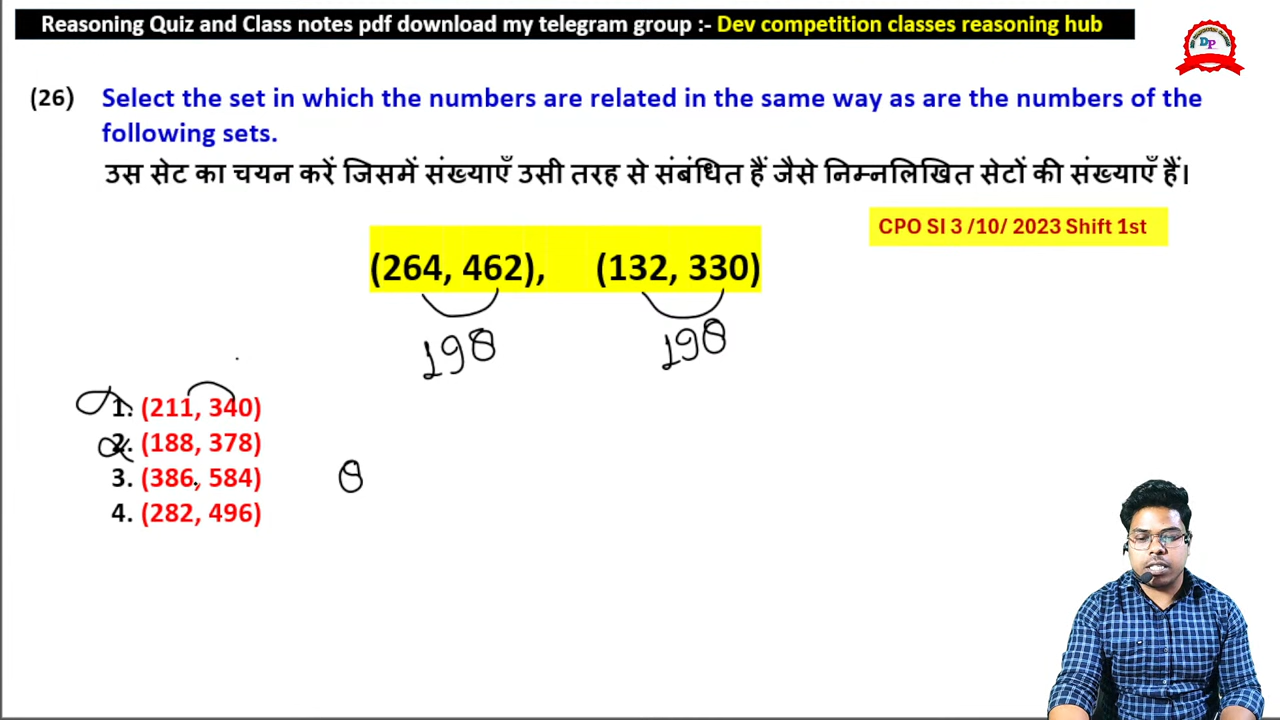 Reasoning Quiz and Class notes pdf download my telegram group :- Dev competition classes reasoning hub
DP
(26) Select the set in which the numbers are related in the same way as are the numbers of the
following sets.
उस सेट का चयन करें जिसमें संख्याएँ उसी तरह से संबंधित हैं जैसे निम्नलिखित सेटों की संख्याएँ हैं।
CPO SI 3 /10/ 2023 Shift 1st
(264, 462), (132, 330)
198 198
1. (211, 340)
2. (188, 378)
3. (386, 584) 8
4. (282, 496)